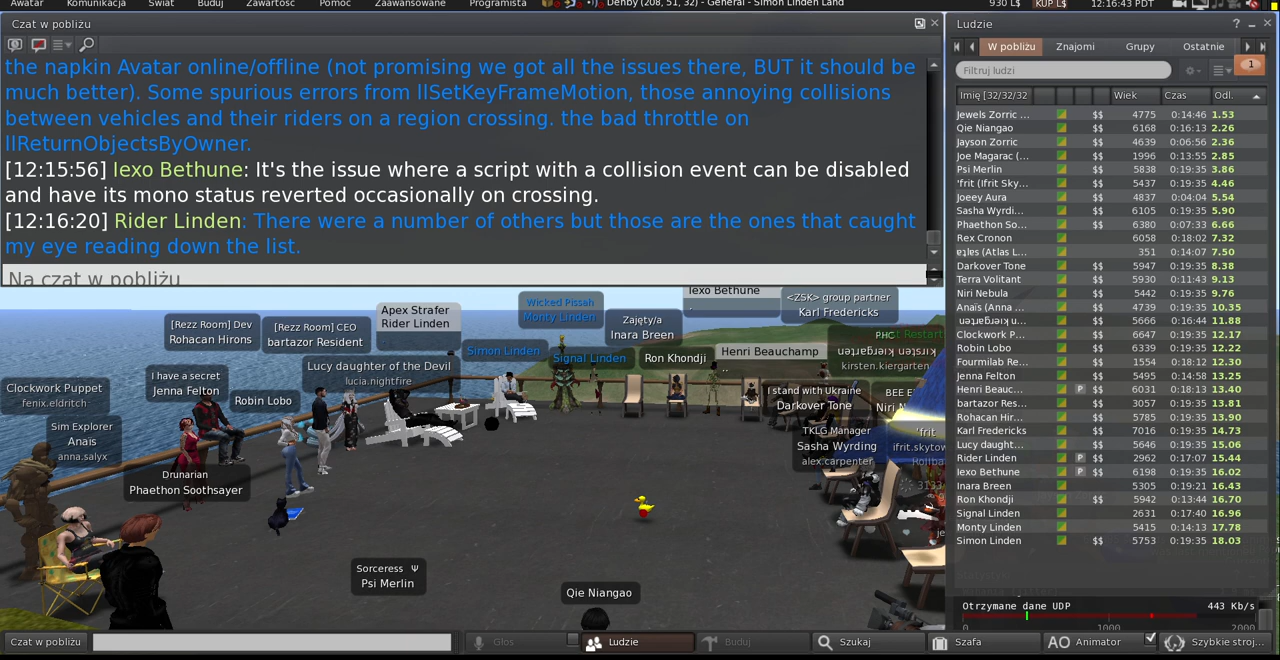 Awatar Komunikacja Świat Buduj Zawartość Pomoc Zaawansowane Programista Denby (208, 51, 32) - General - Simon Linden Land 930 L$ KUP L$ 12:16:43 PDT
Czat w pobliżu
the napkin Avatar online/offline (not promising we got all the issues there, BUT it should be
much better). Some spurious errors from llSetKeyFrameMotion, those annoying collisions
between vehicles and their riders on a region crossing. the bad throttle on
llReturnObjectsByOwner.
[12:15:56] Iexo Bethune: It's the issue where a script with a collision event can be disabled
and have its mono status reverted occasionally on crossing.
[12:16:20] Rider Linden: There were a number of others but those are the ones that caught
my eye reading down the list.
Na czat w pobliżu
Iexo Bethune
Wicked Pissah
Monty Linden
<ZSK> group partner
Karl Fredericks
Apex Strafer
Rider Linden
[Rezz Room] Dev
Rohacan Hirons
[Rezz Room] CEO
bartazor Resident
Zajęty/a
Inara Breen
Simon Linden
Signal Linden
Ron Khondji
Henri Beauchamp
PHC
kirsten.kiergarten
Lucy daughter of the Devil
lucia.nightfire
I have a secret
Jenna Felton
Clockwork Puppet
fenix.eldritch
Robin Lobo
I stand with Ukraine
Darkover Tone
BEE E
Niri N
Sim Explorer
Anaïs
anna.salyx
TKLG Manager
Sasha Wyrding
alex.carpenter
'frit
ifrit.skytow
Drunarian
Phaethon Soothsayer
Sorceress Ψ
Psi Merlin
Qie Niangao
Ludzie
W pobliżu Znajomi Grupy Ostatnie
Filtruj ludzi
1
Imię [32/32/32 Wiek Czas Odl.
Jewels Zorric ... $$ 4775 0:14:46 1.53
Qie Niangao $$ 6168 0:16:13 2.26
Jayson Zorric $$ 4639 0:06:56 2.36
Joe Magarac (... $$ 1996 0:13:55 2.85
Psi Merlin $$ 5838 0:19:35 3.86
'frit (Ifrit Sky... $$ 5437 0:19:35 4.46
Joeey Aura $$ 4837 0:04:04 5.54
Sasha Wyrdi... $$ 6105 0:19:35 5.90
Phaethon So... $$ 6380 0:07:33 6.66
Rex Cronon 6058 0:18:02 7.32
(Atlas L... 351 0:14:07 7.50
Darkover Tone $$ 5947 0:19:35 8.38
Terra Volitant $$ 5930 0:11:43 9.13
Niri Nebula $$ 5442 0:19:35 9.76
Anaïs (Anna ... $$ 4739 0:19:35 10.35
$$ 5666 0:16:44 11.88
Clockwork P... $$ 6647 0:19:35 12.17
Robin Lobo $$ 6339 0:19:35 12.22
Fourmilab Re... $$ 1554 0:18:12 12.30
Jenna Felton $$ 5495 0:14:58 13.25
Henri Beauc... P $$ 6031 0:18:13 13.40
bartazor Res... $$ 3057 0:19:35 13.81
Rohacan Hir... $$ 5785 0:19:35 13.90
Karl Fredericks $$ 7016 0:19:35 14.73
Lucy daught... $$ 5646 0:19:35 15.06
Rider Linden P $$ 2962 0:17:07 15.44
Iexo Bethune P $$ 6198 0:19:35 16.02
Inara Breen 5305 0:19:21 16.43
Ron Khondji $$ 5942 0:13:44 16.70
Signal Linden 2631 0:17:40 16.96
Monty Linden 5415 0:14:13 17.78
Simon Linden $$ 5753 0:19:35 18.03
Otrzymane dane UDP 443 Kb/s
0 1000 2000
Czat w pobliżu Głos Ludzie Buduj Szukaj Szafa AO Animator Szybkie stroj...